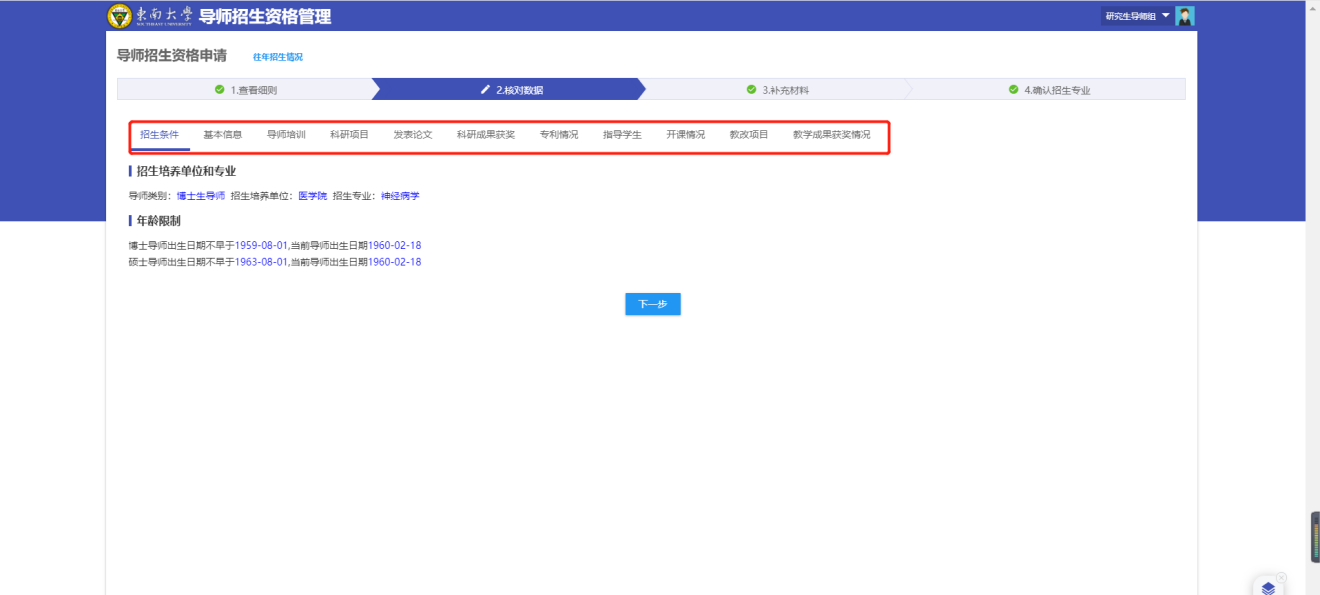 東南大學 导师招生资格管理 研究生导师组
导师招生资格申请 往年招生情况
1.查看细则 2.核对数据 3.补充材料 4.确认招生专业
招生条件 基本信息 导师培训 科研项目 发表论文 科研成果获奖 专利情况 指导学生 开课情况 教改项目 教学成果获奖情况
招生培养单位和专业
导师类别：博士生导师 招生培养单位：医学院 招生专业：神经病学
年龄限制
博士导师出生日期不早于1959-08-01,当前导师出生日期1960-02-18
硕士导师出生日期不早于1963-08-01,当前导师出生日期1960-02-18
下一步